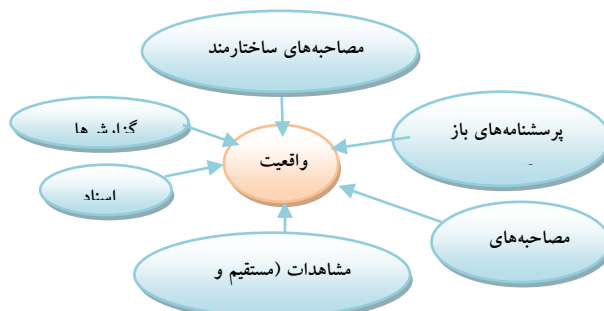 مصاحبه‌های ساختارمند
پرسشنامه‌های باز
گزارش‌ها
واقعیت
اسناد
مصاحبه‌های
مشاهدات (مستقیم و